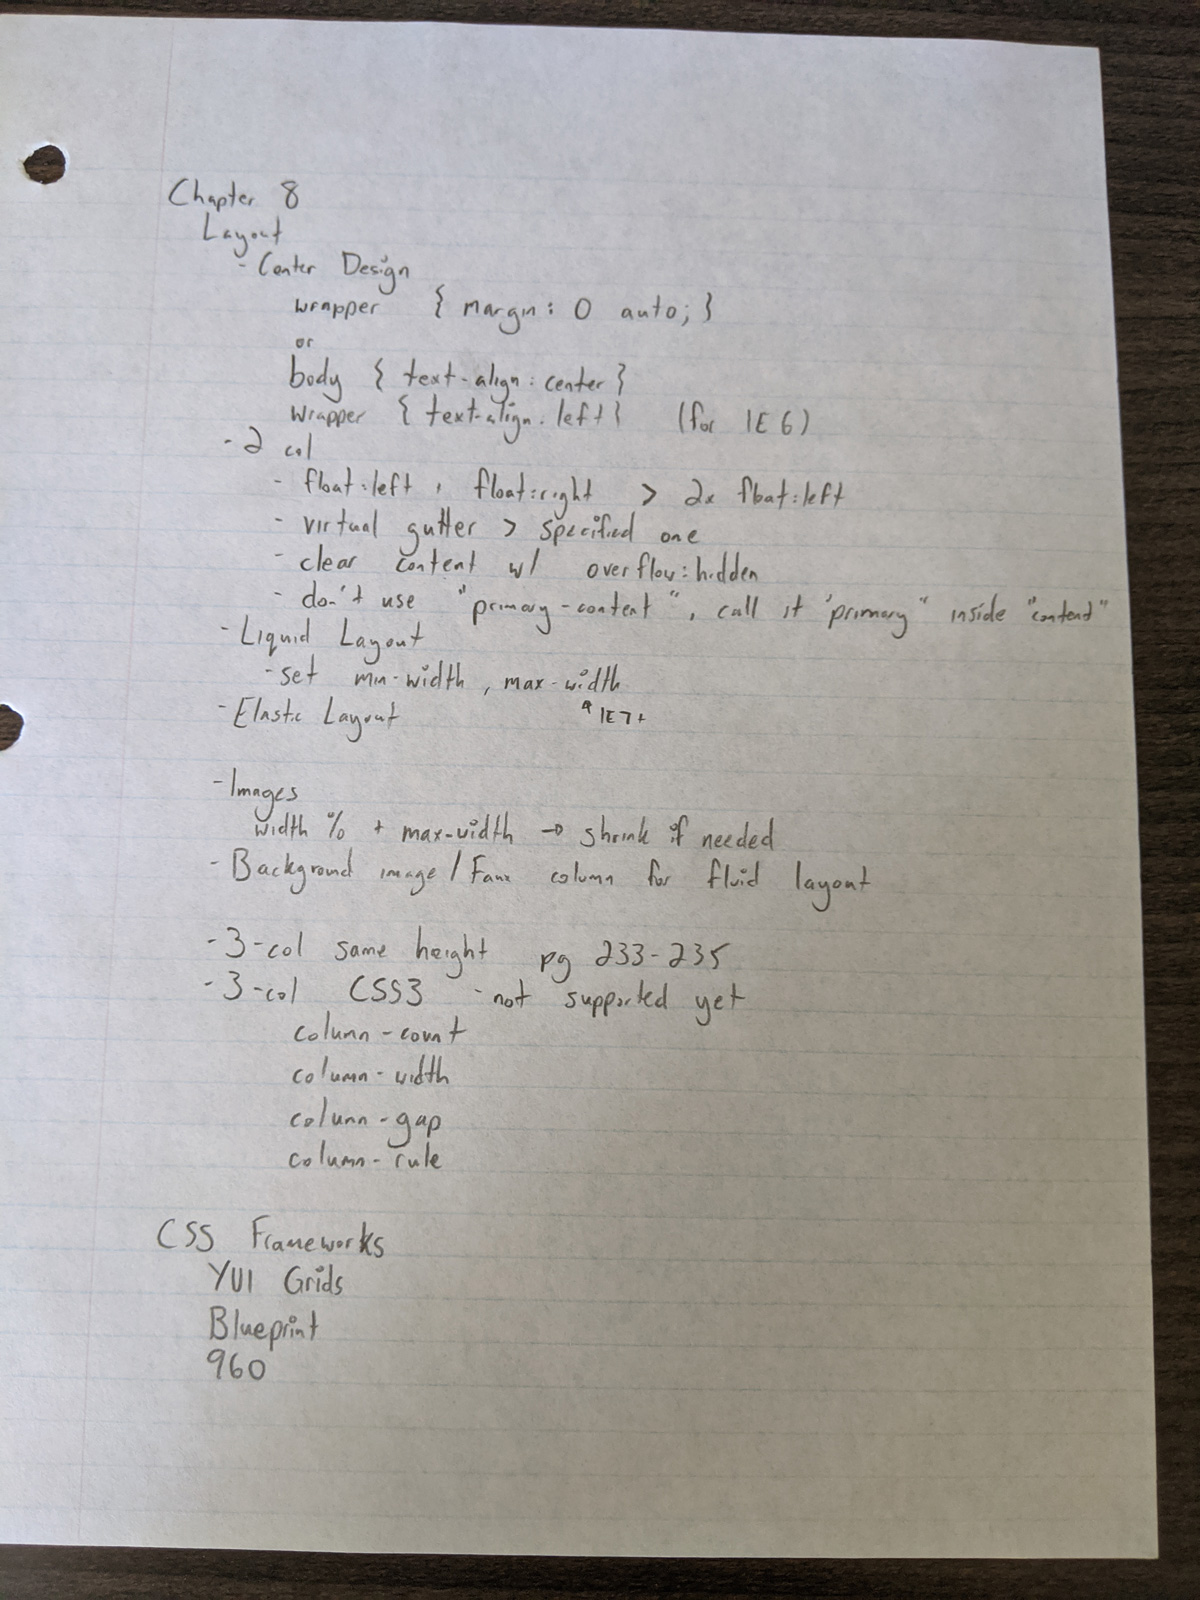 Chapter 8
Layout
- Center Design
wrapper { margin: 0 auto; }
or
body { text-align: center }
wrapper { text-align: left } (for IE 6)
- 2 col
- float:left, float:right > 2x float:left
- virtual gutter > specified one
- clear content w/ overflow:hidden
- don't use "primary-content", call it "primary" inside "content"
- Liquid Layout
- set min-width, max-width
- Elastic Layout
IE7+
- Images
width % + max-width → shrink if needed
- Background image / Faux column for fluid layout
- 3-col same height pg 233-235
- 3-col CSS3 - not supported yet
column-count
column-width
column-gap
column-rule
CSS Frameworks
YUI Grids
Blueprint
960